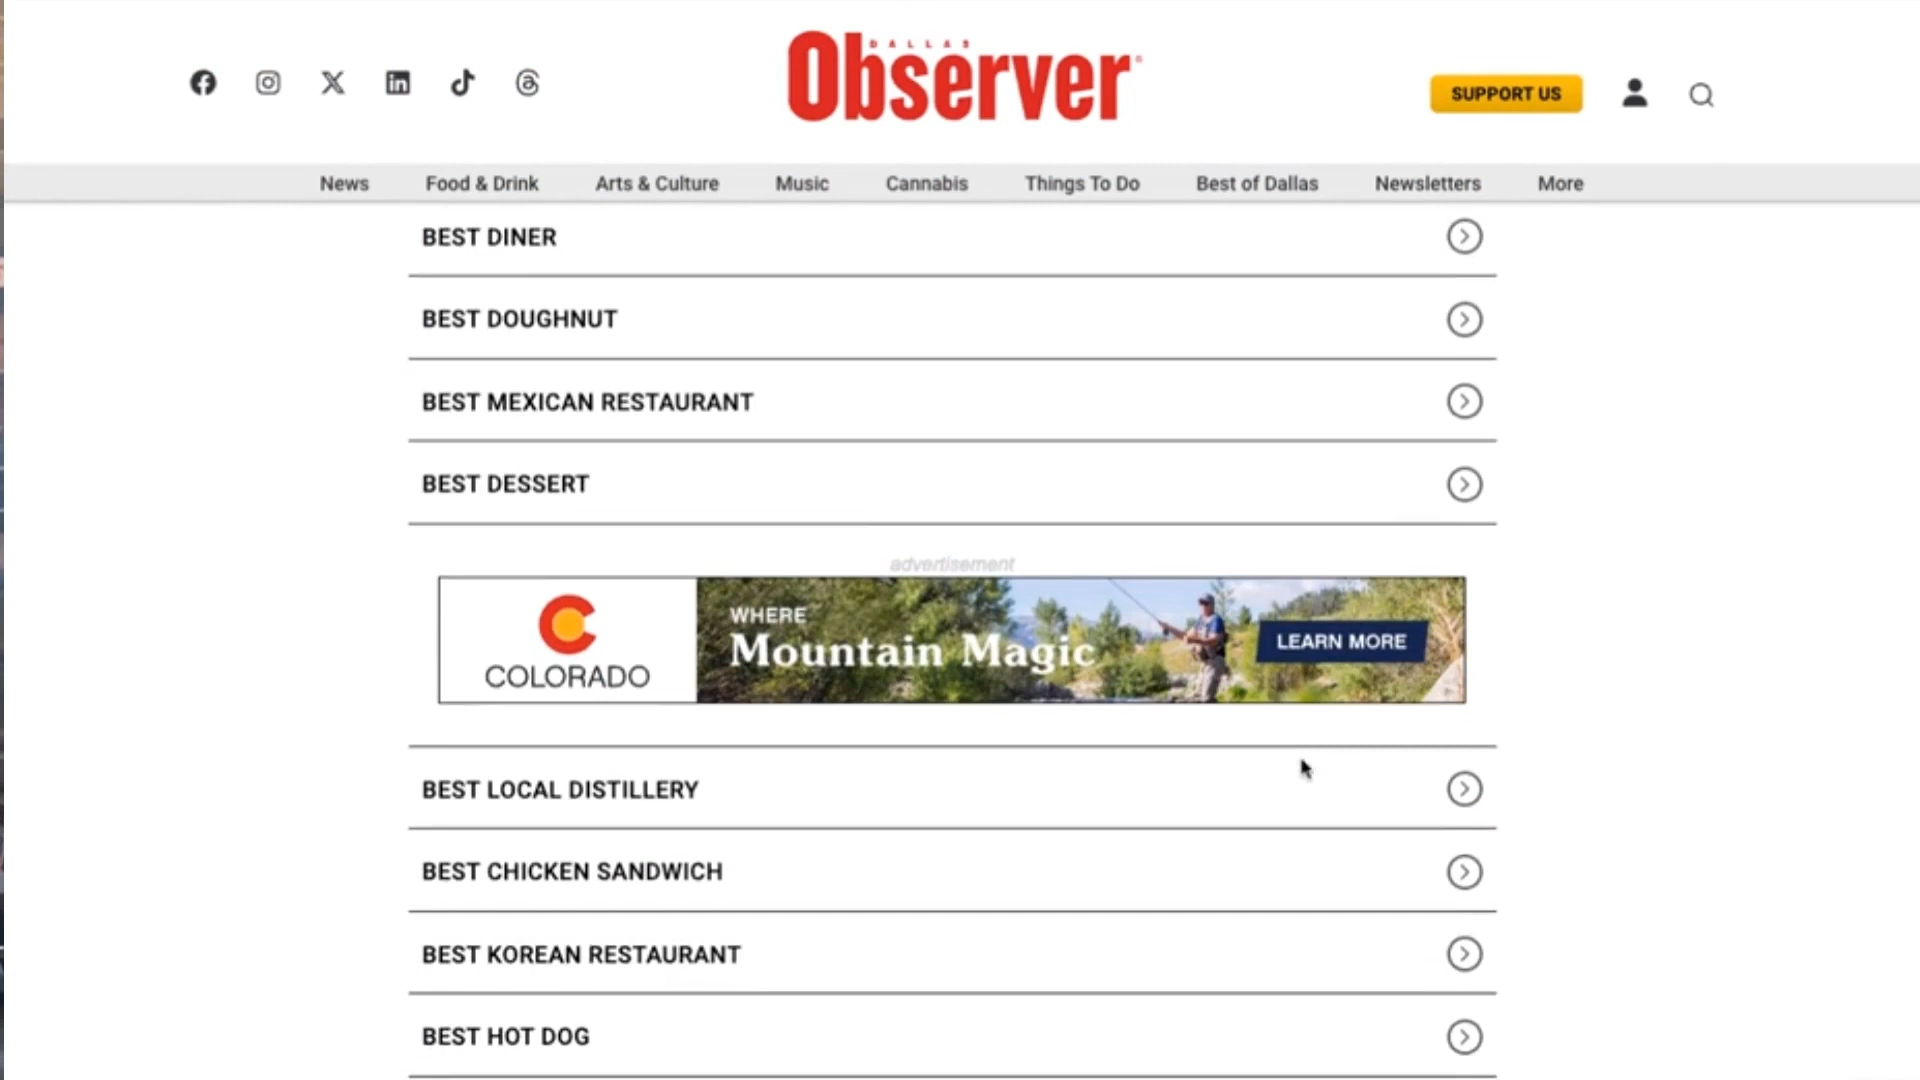 DALLAS
Observer
SUPPORT US
News Food & Drink Arts & Culture Music Cannabis Things To Do Best of Dallas Newsletters More
BEST DINER
BEST DOUGHNUT
BEST MEXICAN RESTAURANT
BEST DESSERT
advertisement
COLORADO
WHERE
Mountain Magic
LEARN MORE
BEST LOCAL DISTILLERY
BEST CHICKEN SANDWICH
BEST KOREAN RESTAURANT
BEST HOT DOG